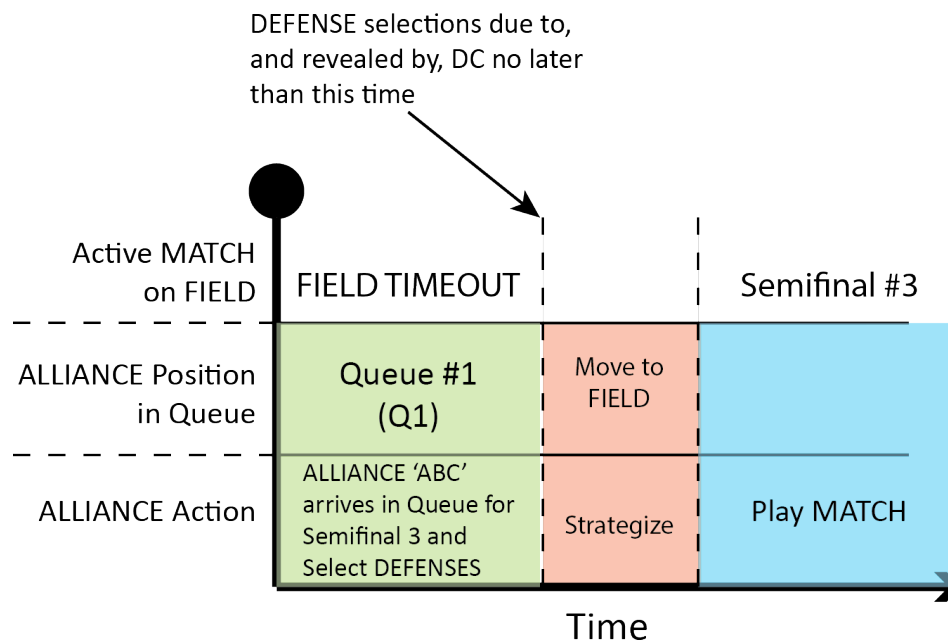 DEFENSE selections due to,
and revealed by, DC no later
than this time
Active MATCH
on FIELD
FIELD TIMEOUT
Semifinal #3
ALLIANCE Position
in Queue
Queue #1
(Q1)
Move to
FIELD
ALLIANCE Action
ALLIANCE ‘ABC’
arrives in Queue for
Semifinal 3 and
Select DEFENSES
Strategize
Play MATCH
Time